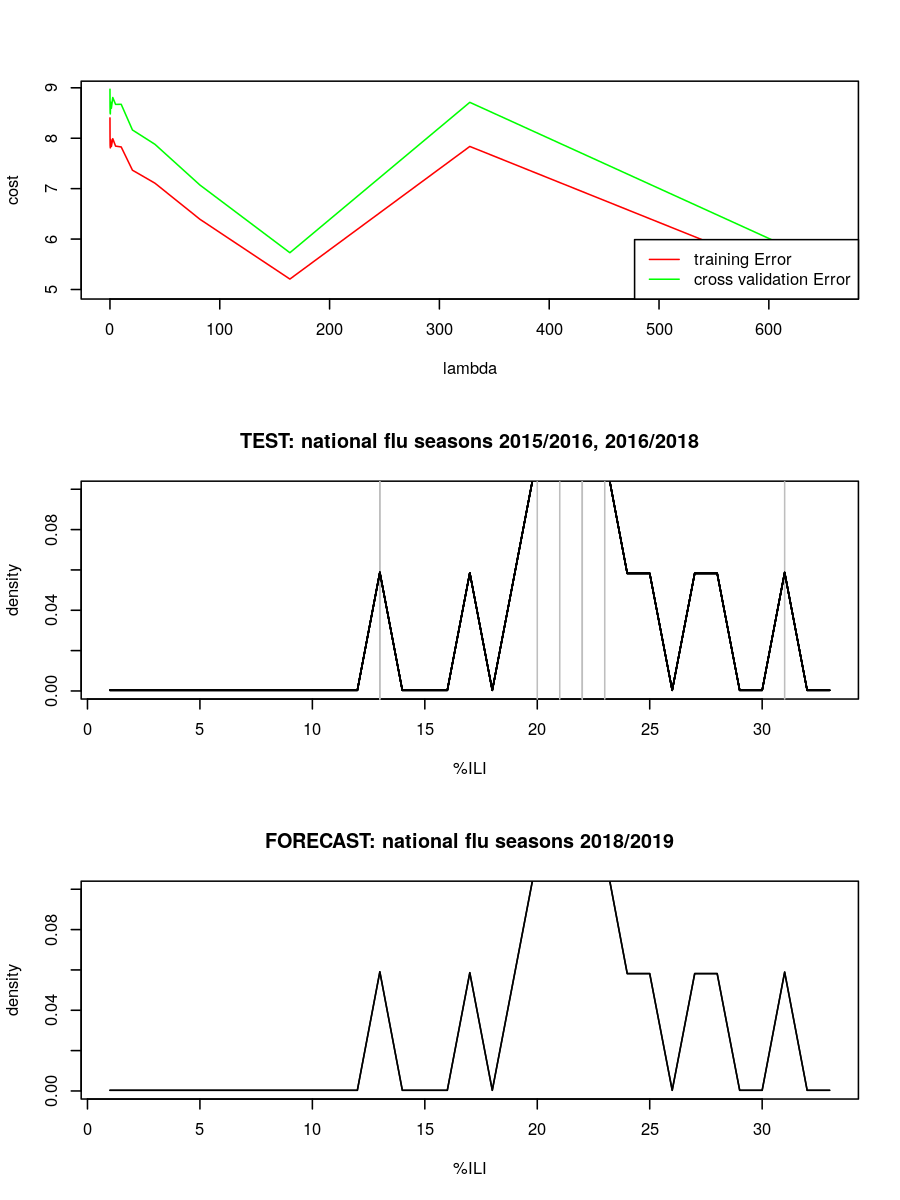 9
8
7
6
5
cost
training Error
cross validation Error
0 100 200 300 400 500 600
lambda
TEST: national flu seasons 2015/2016, 2016/2018
0.08
0.04
0.00
density
0 5 10 15 20 25 30
%ILI
FORECAST: national flu seasons 2018/2019
0.08
0.04
0.00
density
0 5 10 15 20 25 30
%ILI